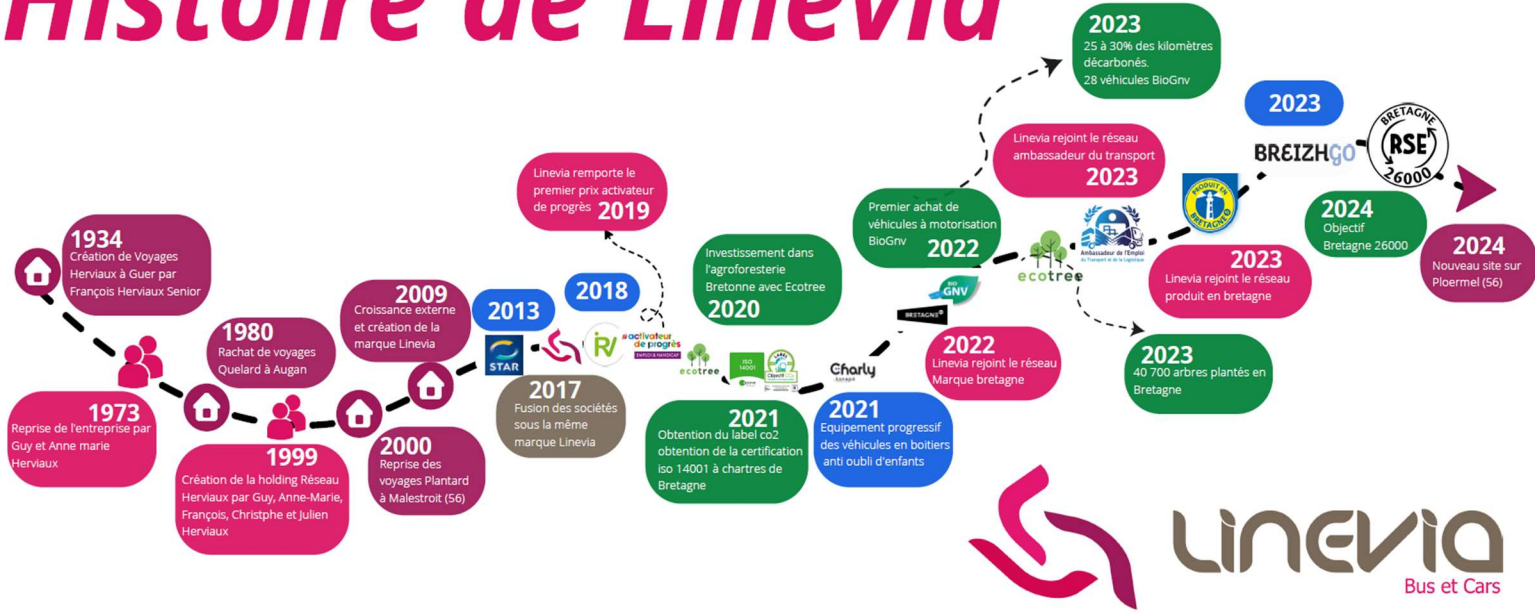 Histoire de Linevia
1934
Création de Voyages
Herviaux à Guer par
François Herviaux Senior
1973
Reprise de l'entreprise par
Guy et Anne marie
Herviaux
1980
Rachat de voyages
Quelard à Augan
1999
Création de la holding Réseau
Herviaux par Guy, Anne-Marie,
François, Christphe et Julien
Herviaux
2000
Reprise des
voyages Plantard
à Malestroit (56)
2009
Croissance externe
et création de la
marque Linevia
2013
STAR
2017
Fusion des sociétés
sous la même
marque Linevia
2018
Linevia remporte le
premier prix activateur
de progrès 2019
#activateur
de progrès
EMPLOI & HANDICAP
Investissement dans
l'agroforesterie
Bretonne avec Ecotree
2020
ecotree
ISO
14001
2021
Obtention du label co2
obtention de la certification
iso 14001 à chartres de
Bretagne
Charly
2021
Equipement progressif
des véhicules en boitiers
anti oubli d'enfants
Premier achat de
véhicules à motorisation
BioGnv
2022
BIO
GNV
BRETAGNE
2022
Linevia rejoint le réseau
Marque bretagne
2023
25 à 30% des kilomètres
décarbonés.
28 véhicules BioGnv
ecotree
2023
40 700 arbres plantés en
Bretagne
Linevia rejoint le réseau
ambassadeur du transport
2023
Ambassadeur de l'Emploi
du Transport et de la Logistique
PRODUIT EN
BRETAGNE
2023
Linevia rejoint le réseau
produit en bretagne
2023
BREIZHGO
BRETAGNE
RSE
26000
2024
Objectif
Bretagne 26000
2024
Nouveau site sur
Ploermel (56)
LINEVIA
Bus et Cars